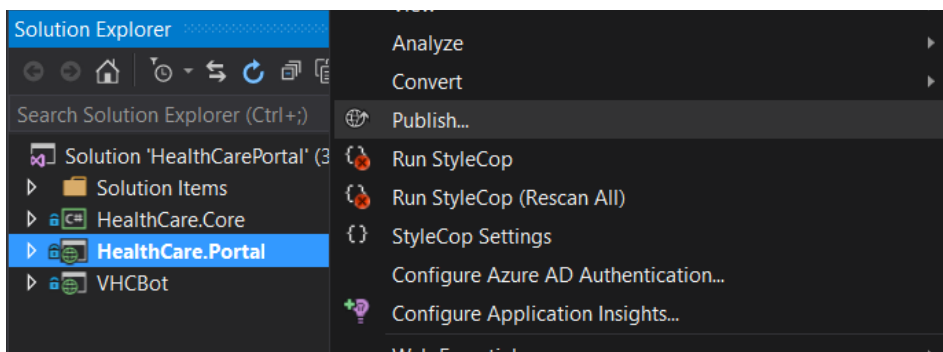 Solution Explorer
Search Solution Explorer (Ctrl+;)
Solution 'HealthCarePortal' (3
Solution Items
C#
HealthCare.Core
HealthCare.Portal
VHCBot
Analyze
Convert
Publish...
Run StyleCop
Run StyleCop (Rescan All)
StyleCop Settings
Configure Azure AD Authentication...
Configure Application Insights...